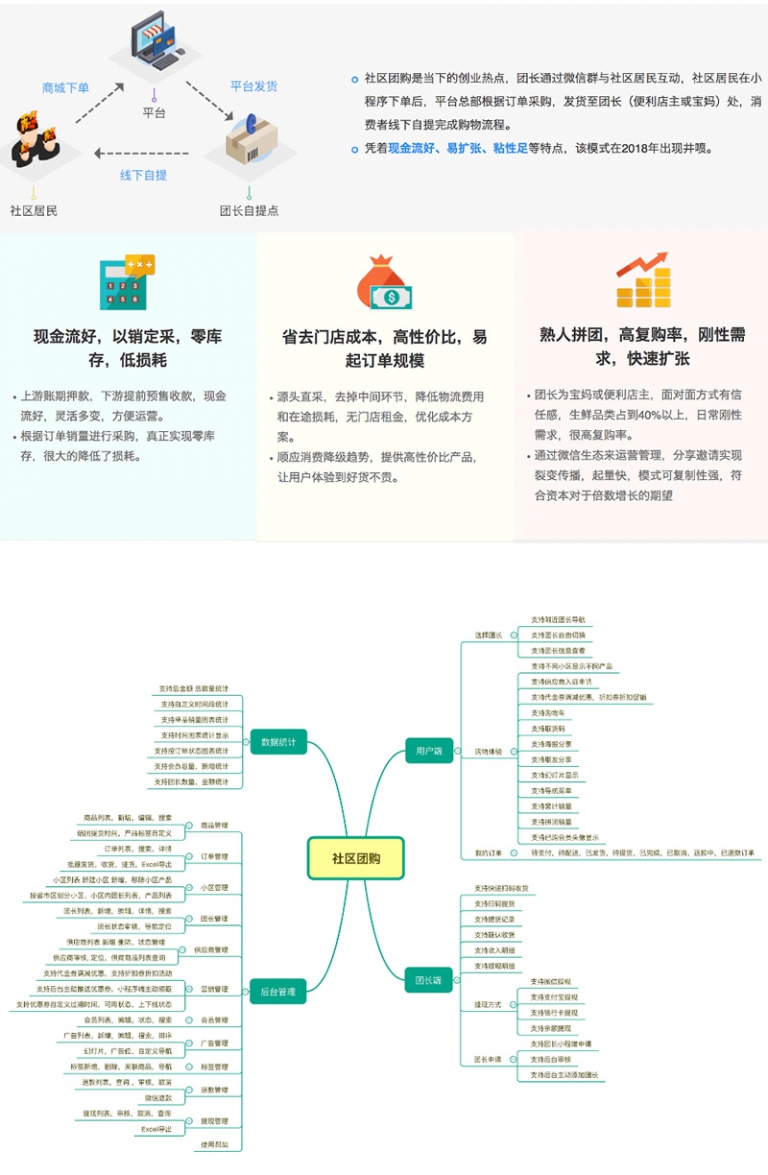 商城下单
平台发货
平台
线下自提
社区居民
团长自提点
社区团购是当下的创业热点，团长通过微信群与社区居民互动，社区居民在小
程序下单后，平台总部根据订单采购，发货至团长（便利店主或宝妈）处，消
费者线下自提完成购物流程。
凭着现金流好、易扩张、粘性足等特点，该模式在2018年出现井喷。
现金流好，以销定采，零库
存，低损耗
上游账期押款，下游提前预售收款，现金
流好，灵活多变，方便运营。
根据订单销量进行采购，真正实现零库
存，很大的降低了损耗。
省去门店成本，高性价比，易
起订单规模
源头直采，去掉中间环节，降低物流费用
和在途损耗，无门店租金，优化成本方
案。
顺应消费降级趋势，提供高性价比产品，
让用户体验到好货不贵。
熟人拼团，高复购率，刚性需
求，快速扩张
团长为宝妈或便利店主，面对面方式有信
任感，生鲜品类占到40%以上，日常刚性
需求，很高复购率。
通过微信生态来运营管理，分享邀请实现
裂变传播，起量快，模式可复制性强，符
合资本对于倍数增长的期望
社区团购
数据统计
支持总金额 总数量统计
支持自定义时间段统计
支持单品销量图表统计
支持时间图表统计显示
支持按订单状态图表统计
支持会员总量，新增统计
支持团长数量，金额统计
后台管理
商品管理
商品列表，新增，编辑，搜索
团购提货时间，产品标签自定义
订单管理
订单列表，搜索，详情
批量发货，收货，提货，Excel导出
小区管理
小区列表 新建小区 新增，移除小区产品
按省市区划分小区，小区内团长列表，产品列表
团长管理
团长列表，新增，编辑，详情，搜索
团长状态审核，导航定位
供应商管理
供应商列表 新增 删除，状态管理
供应商审核，定位，供货商品列表查询
营销管理
支持代金券满减优惠，支持折扣券折扣活动
支持后台主动推送优惠券，小程序端主动领取
支持优惠券自定义过期时间，可用状态，上下线状态
会员管理
会员列表，编辑，状态，搜索
广告管理
广告列表，新增，编辑，搜索，排序
幻灯片，广告位，自定义导航
标签管理
标签新增，删除，关联商品，导航
退款管理
退款列表，查询，审核，取消
微信退款
提现管理
提现列表，审核，取消，查询
Excel导出
使用帮助
用户端
选择团长
支持附近团长导航
支持团长自由切换
支持团长信息查看
购物体验
支持不同小区显示不同产品
支持供应商入驻申请
支持代金券满减优惠，折扣券折扣促销
支持购物车
支持取货码
支持海报分享
支持朋友分享
支持幻灯片显示
支持导航菜单
支持累计销量
支持拼团销量
支持已购会员头像显示
我的订单
待支付，待配送，已发货，待提货，已完成，已取消，退款中，已退款订单
团长端
支持快速扫码收货
支持扫码提货
支持提货记录
支持确认收货
支持收入明细
支持提现明细
提现方式
支持微信提现
支持支付宝提现
支持银行卡提现
支持余额提现
团长申请
支持团长小程序申请
支持后台审核
支持后台主动添加团长